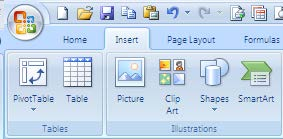 Home Insert Page Layout Formulas
PivotTable Table Picture Clip Art Shapes SmartArt
Tables Illustrations